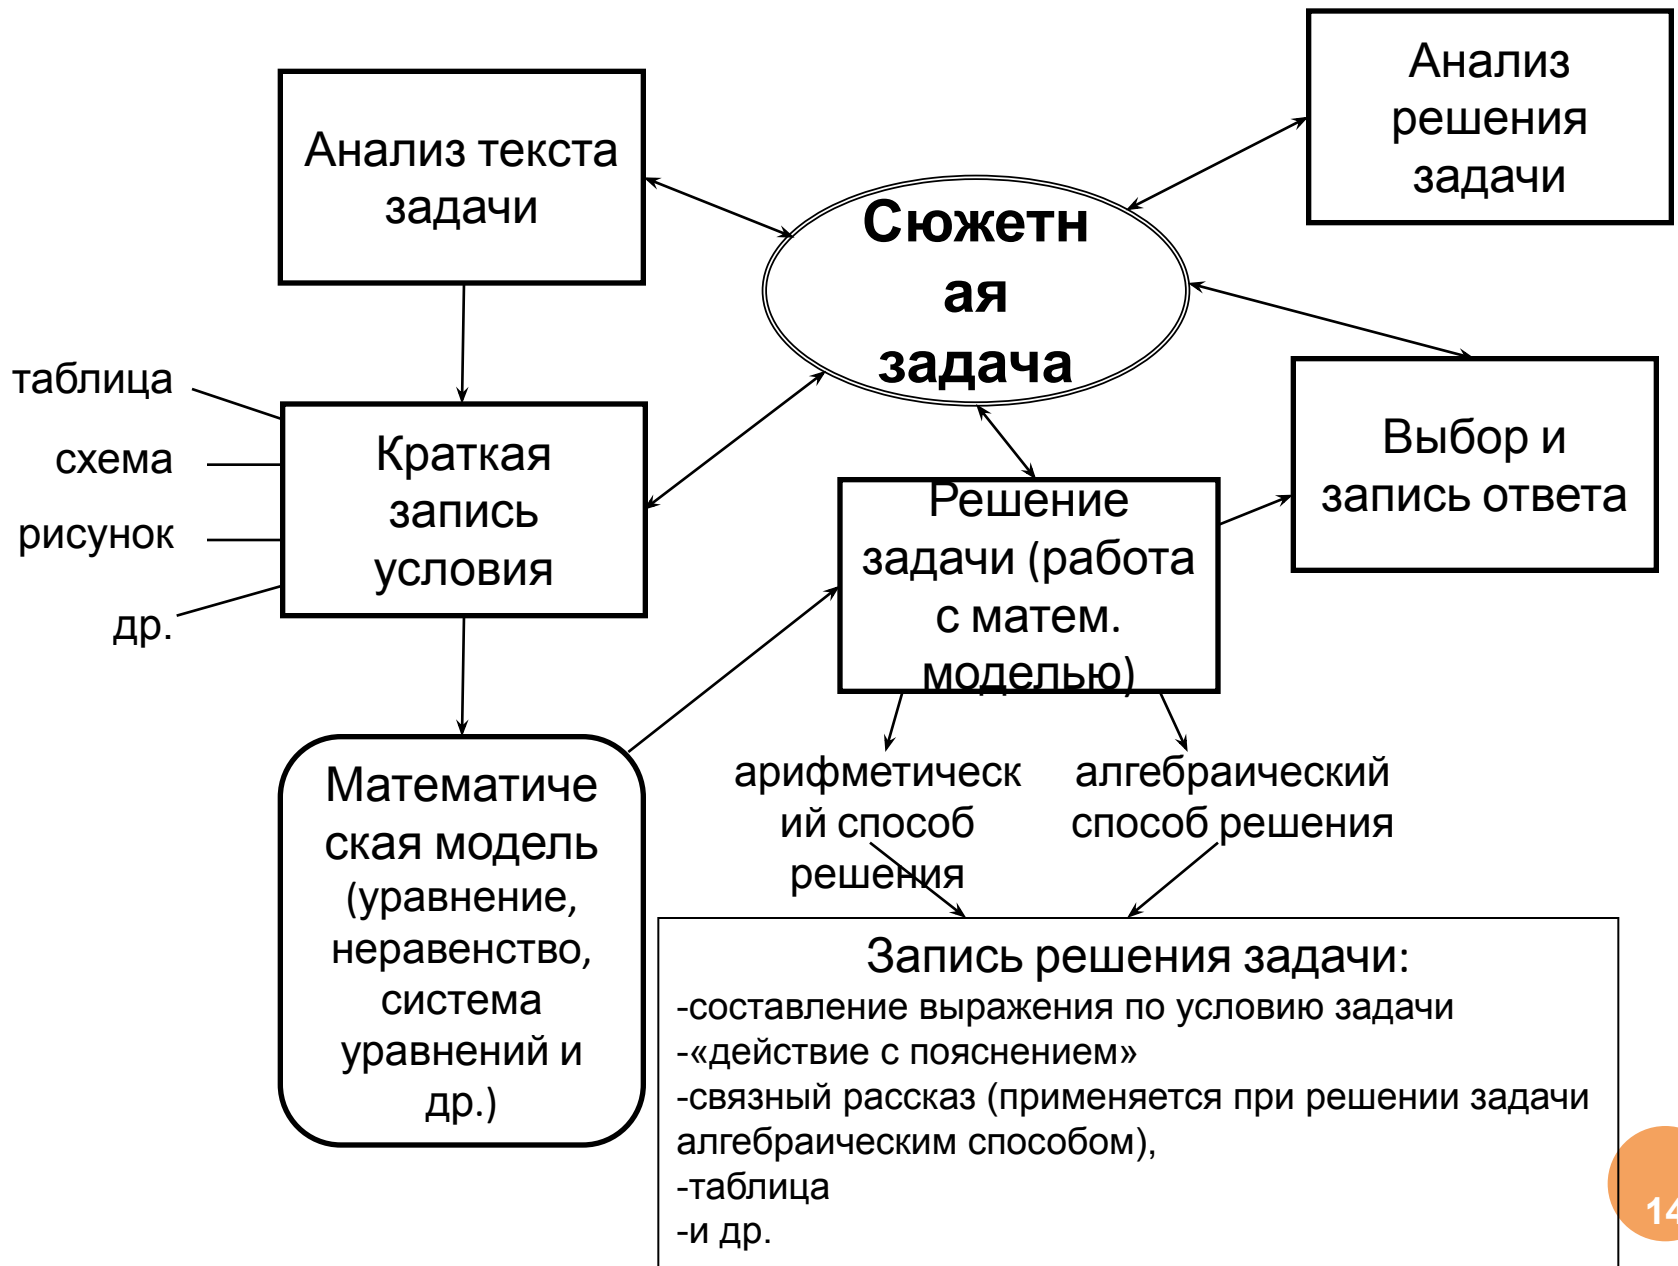 Анализ текста
задачи
Сюжетн
ая
задача
Анализ
решения
задачи
таблица
схема
рисунок
др.
Краткая
запись
условия
Решение
задачи (работа
с матем.
моделью)
Выбор и
запись ответа
Математиче
ская модель
(уравнение,
неравенство,
система
уравнений и
др.)
арифметическ
ий способ
решения
алгебраический
способ решения
Запись решения задачи:
-составление выражения по условию задачи
-«действие с пояснением»
-связный рассказ (применяется при решении задачи
алгебраическим способом),
-таблица
-и др.
14